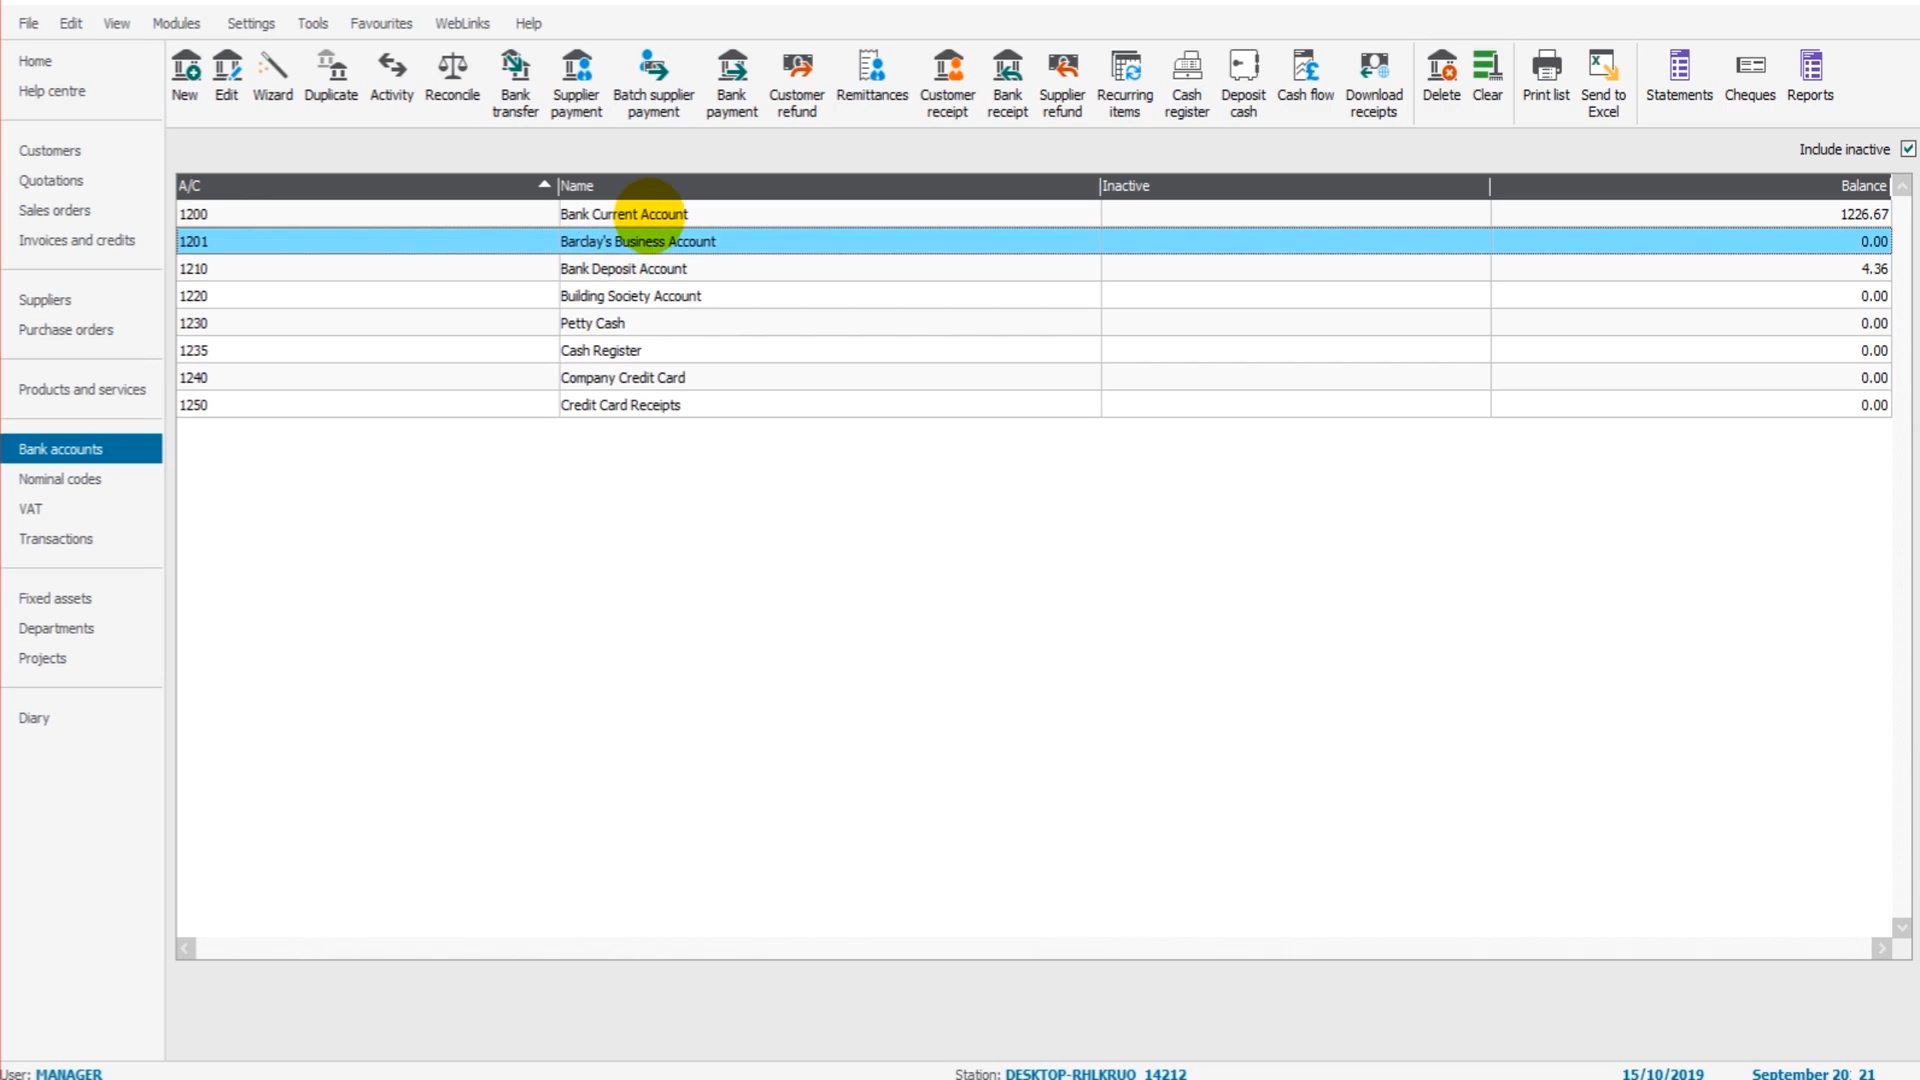 File Edit View Modules Settings Tools Favourites WebLinks Help
Home
Help centre
Customers
Quotations
Sales orders
Invoices and credits
Suppliers
Purchase orders
Products and services
Bank accounts
Nominal codes
VAT
Transactions
Fixed assets
Departments
Projects
Diary
New
Edit
Wizard
Duplicate
Activity
Reconcile
Bank
transfer
Supplier
payment
Batch supplier
payment
Bank
payment
Customer
refund
Remittances
Customer
receipt
Bank
receipt
Supplier
refund
Recurring
items
Cash
register
Deposit
cash
Cash flow
Download
receipts
Delete
Clear
Print list
Send to
Excel
Statements
Cheques
Reports
Include inactive
A/C Name Inactive Balance
1200 Bank Current Account 1226.67
1201 Barclay's Business Account 0.00
1210 Bank Deposit Account 4.36
1220 Building Society Account 0.00
1230 Petty Cash 0.00
1235 Cash Register 0.00
1240 Company Credit Card 0.00
1250 Credit Card Receipts 0.00
User: MANAGER Station: DESKTOP-RHLKRUO 14212 15/10/2019 September 20 21